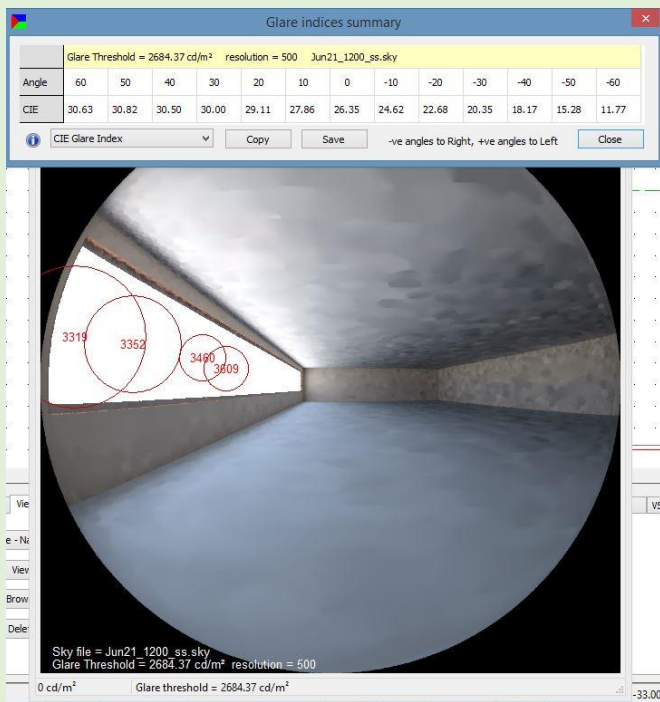 Glare indices summary
Glare Threshold = 2684.37 cd/m² resolution = 500 Jun21_1200_ss.sky
Angle 60 50 40 30 20 10 0 -10 -20 -30 -40 -50 -60
CIE 30.63 30.82 30.50 30.00 29.11 27.86 26.35 24.62 22.68 20.35 18.17 15.28 11.77
CIE Glare Index Copy Save -ve angles to Right, +ve angles to Left Close
3319 3352 3460 3609
Vie VS
e - Na
View
Brow
Dele
Sky file = Jun21_1200_ss.sky
Glare Threshold = 2684.37 cd/m² resolution = 500
0 cd/m² Glare threshold = 2684.37 cd/m²
-33.00